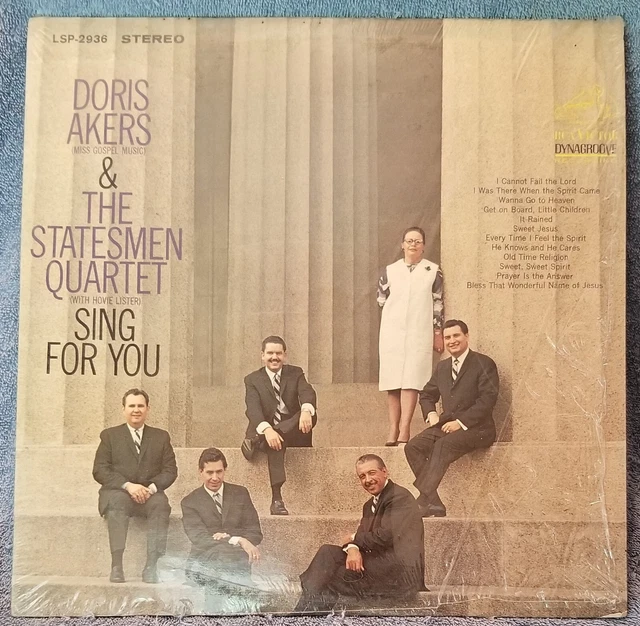 LSP-2936 STEREO
DORIS
AKERS
(MISS GOSPEL MUSIC)
&
THE
STATESMEN
QUARTET
(WITH HOVIE LISTER)
SING
FOR YOU
RCA VICTOR
DYNAGROOVE
I Cannot Fail the Lord
I Was There When the Spirit Came
Wanna Go to Heaven
Get on Board, Little Children
It Rained
Sweet Jesus
Every Time I Feel the Spirit
He Knows and He Cares
Old Time Religion
Sweet, Sweet Spirit
Prayer Is the Answer
Bless That Wonderful Name of Jesus